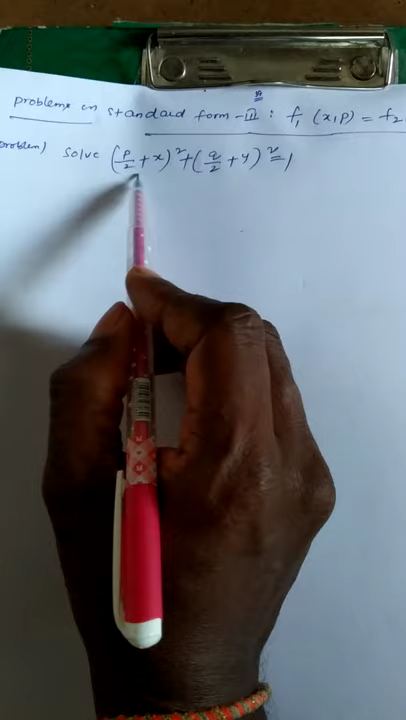 problems on standard form - III : f₁ (x,p) = f₂
problem) Solve (p/2 + x)² + (q/2 + y)² = 1